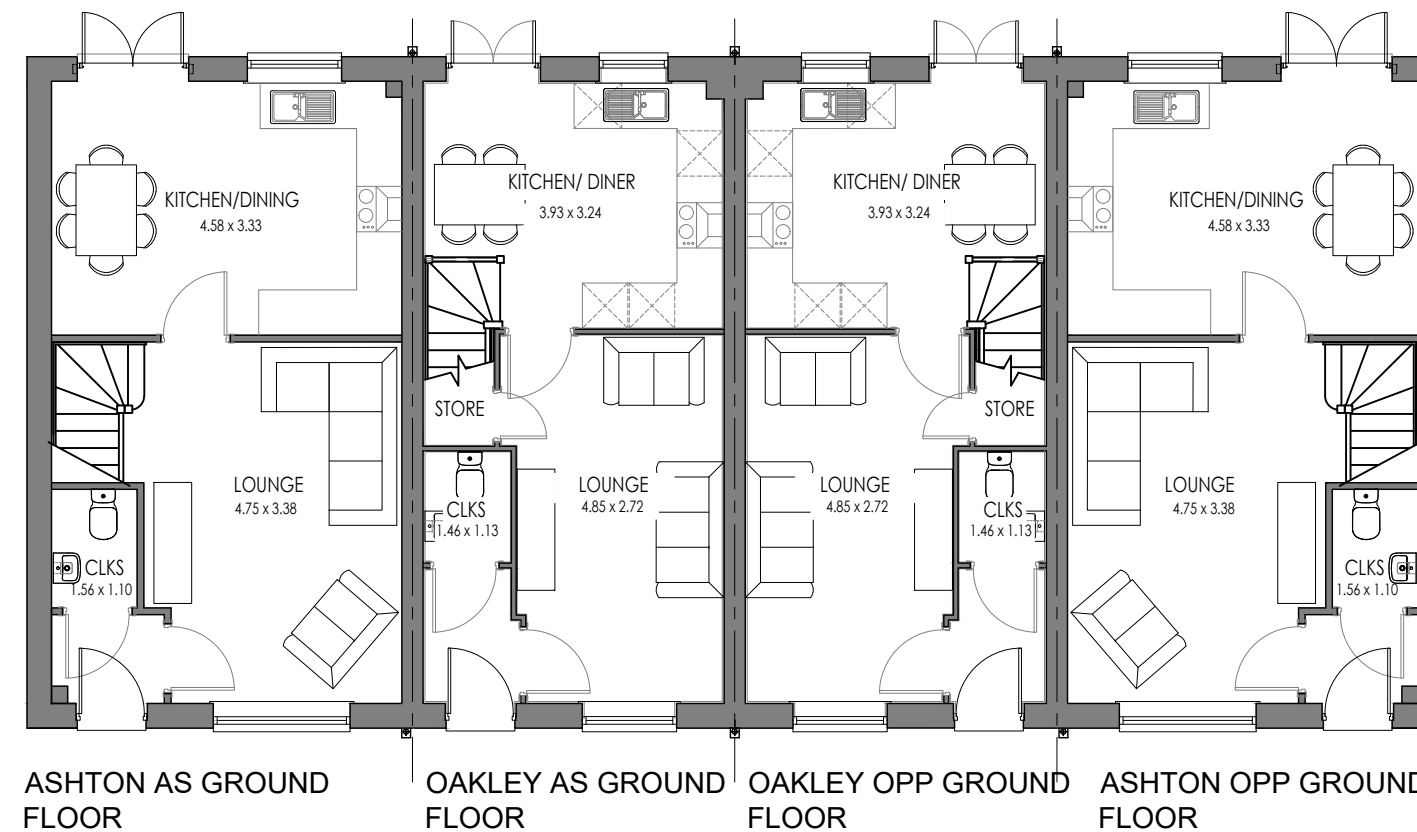 KITCHEN/DINING
4.58 x 3.33
LOUNGE
4.75 x 3.38
CLKS
1.56 x 1.10
KITCHEN/ DINER
3.93 x 3.24
STORE
LOUNGE
4.85 x 2.72
CLKS
1.46 x 1.13
KITCHEN/ DINER
3.93 x 3.24
STORE
LOUNGE
4.85 x 2.72
CLKS
1.46 x 1.13
KITCHEN/DINING
4.58 x 3.33
LOUNGE
4.75 x 3.38
CLKS
1.56 x 1.10
ASHTON AS GROUND
FLOOR
OAKLEY AS GROUND
FLOOR
OAKLEY OPP GROUND
FLOOR
ASHTON OPP GROUND
FLOOR